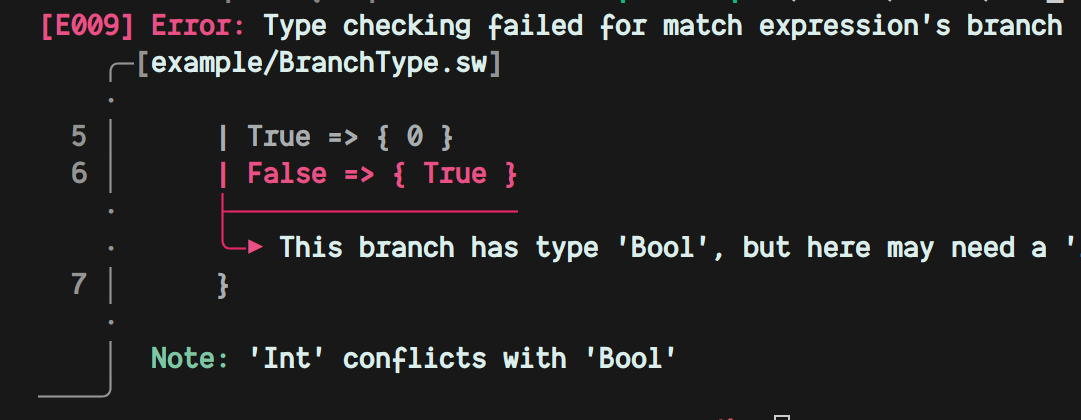 [E009] Error: Type checking failed for match expression's branch
[example/BranchType.sw]
5 | True => { 0 }
6 | False => { True }
This branch has type 'Bool', but here may need a '
7 }
Note: 'Int' conflicts with 'Bool'